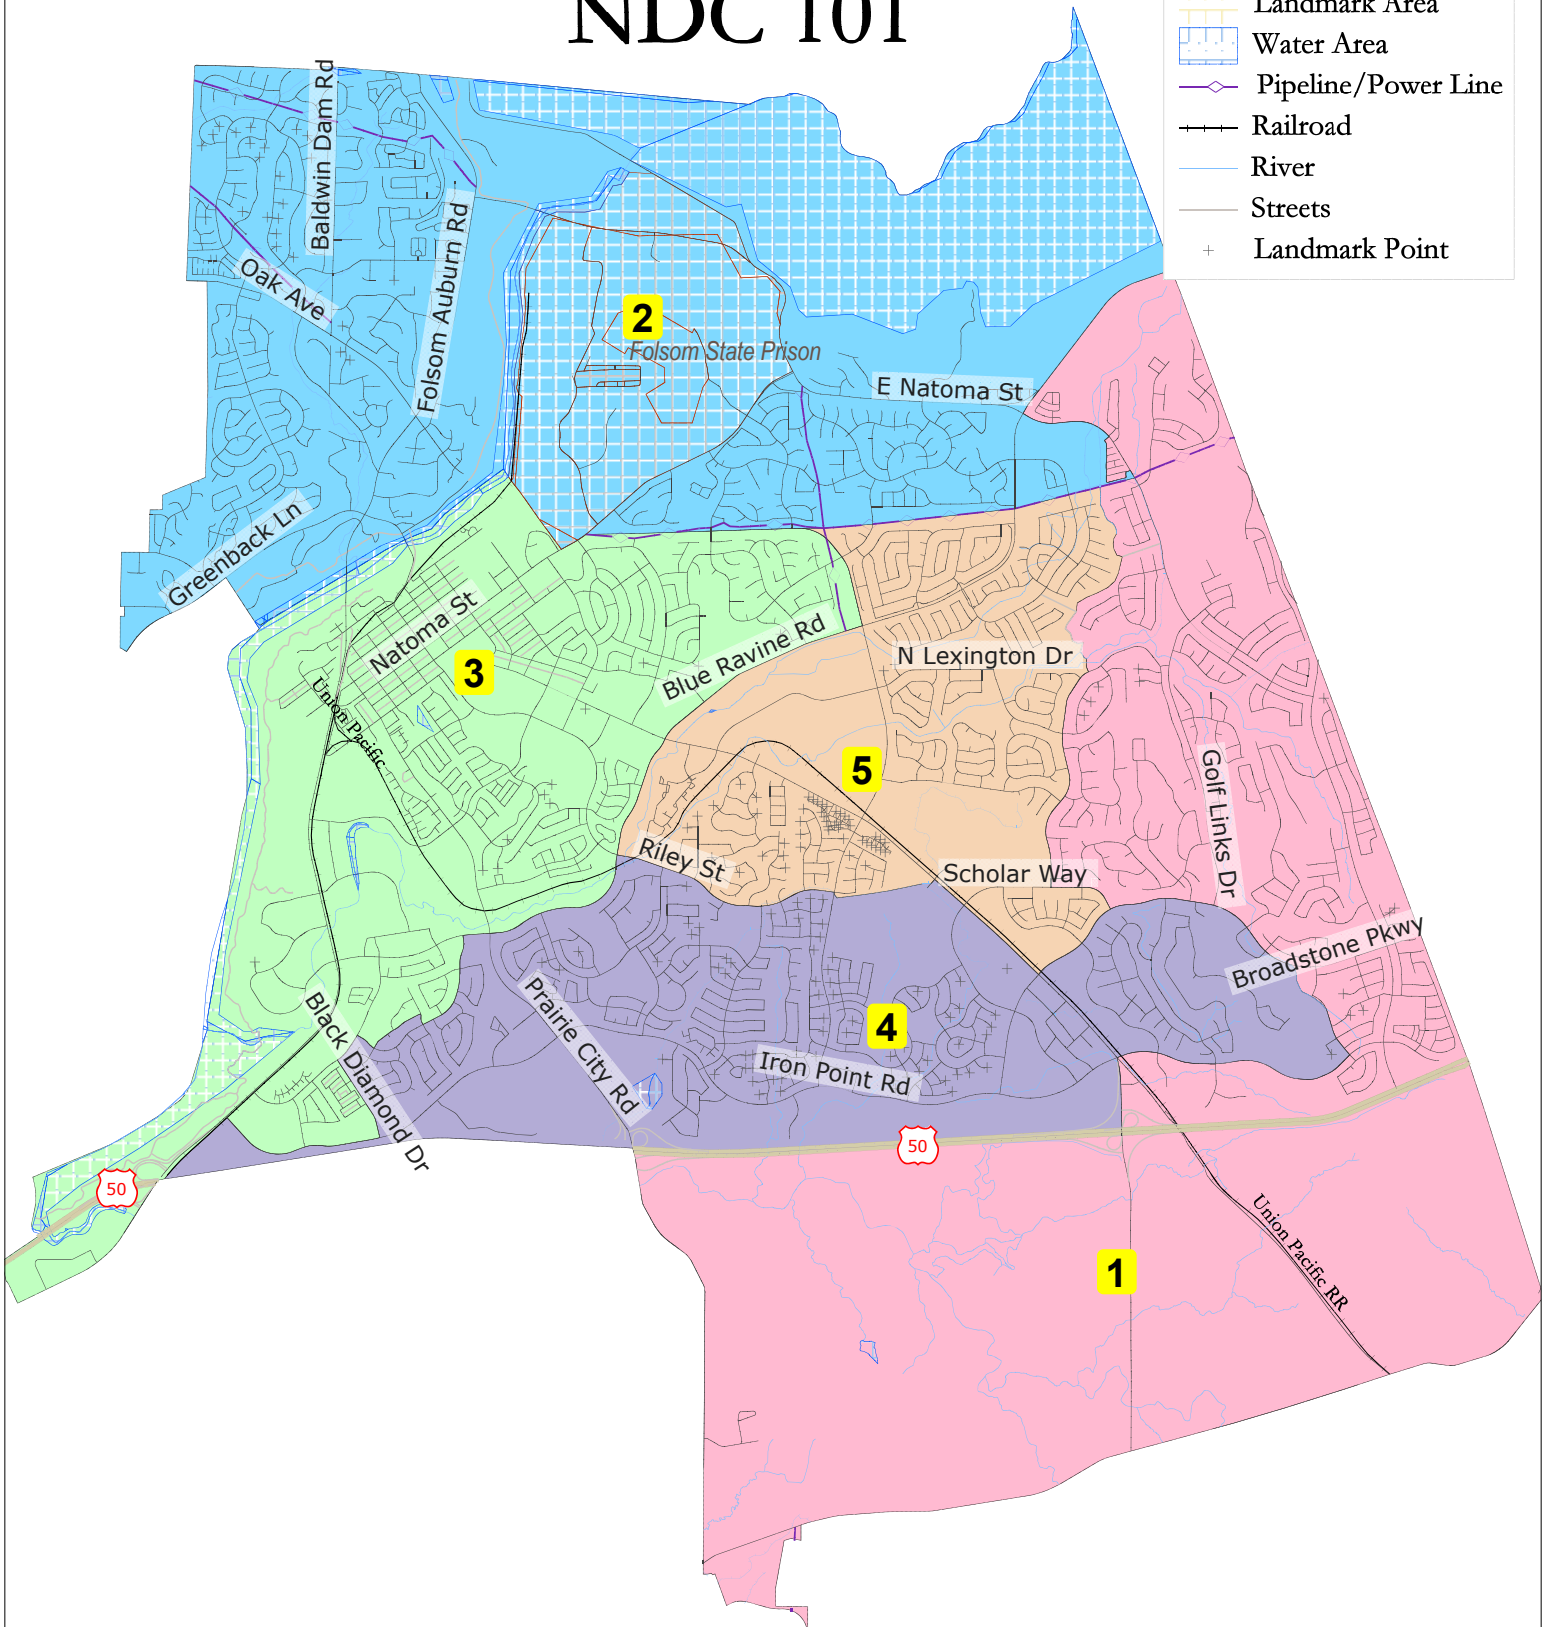 NDC 101
Landmark Area
Water Area
Pipeline/Power Line
Railroad
River
Streets
Landmark Point
Baldwin Dam Rd
Oak Ave
Folsom Auburn Rd
2
Folsom State Prison
E Natoma St
Greenback Ln
Natoma St
3
Blue Ravine Rd
N Lexington Dr
Union Pacific
5
Golf Links Dr
Riley St
Scholar Way
Broadstone Pkwy
Black Diamond Dr
Prairie City Rd
4
Iron Point Rd
50
50
Union Pacific RR
1